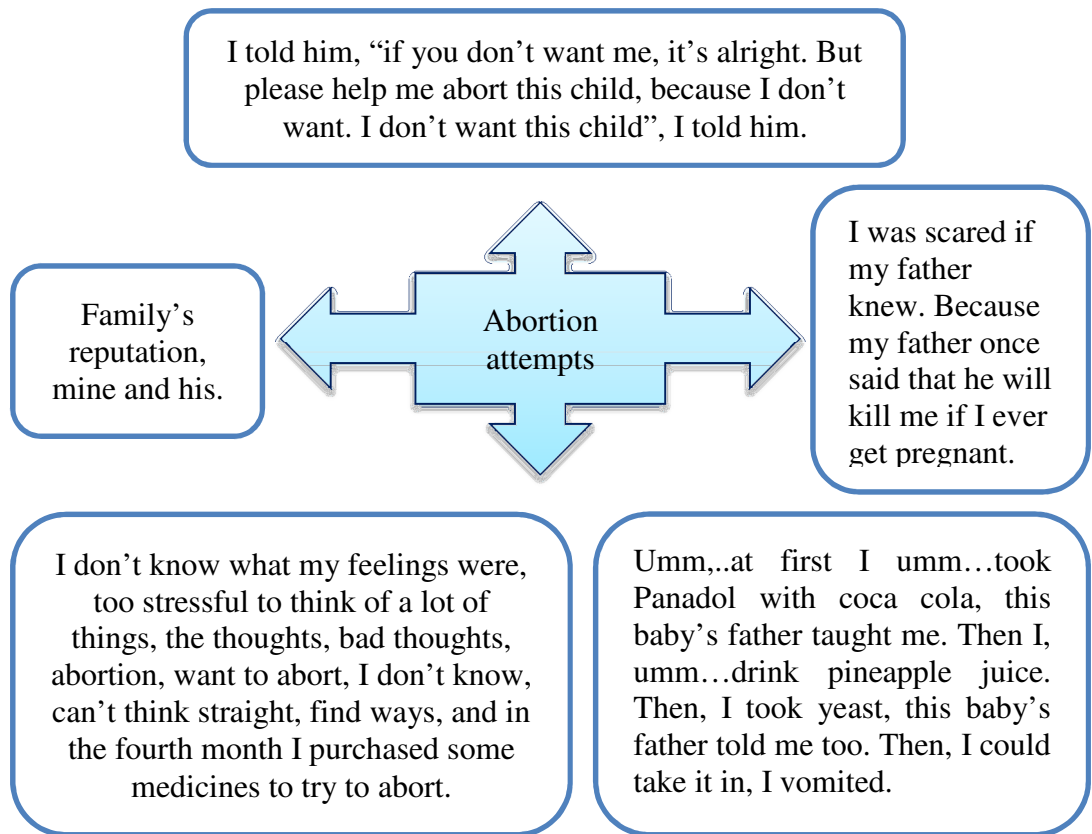 I told him, “if you don’t want me, it’s alright. But
please help me abort this child, because I don’t
want. I don’t want this child”, I told him.
Family’s
reputation,
mine and his.
Abortion
attempts
I was scared if
my father
knew. Because
my father once
said that he will
kill me if I ever
get pregnant.
I don’t know what my feelings were,
too stressful to think of a lot of
things, the thoughts, bad thoughts,
abortion, want to abort, I don’t know,
can’t think straight, find ways, and in
the fourth month I purchased some
medicines to try to abort.
Umm,..at first I umm…took
Panadol with coca cola, this
baby’s father taught me. Then I,
umm…drink pineapple juice.
Then, I took yeast, this baby’s
father told me too. Then, I could
take it in, I vomited.